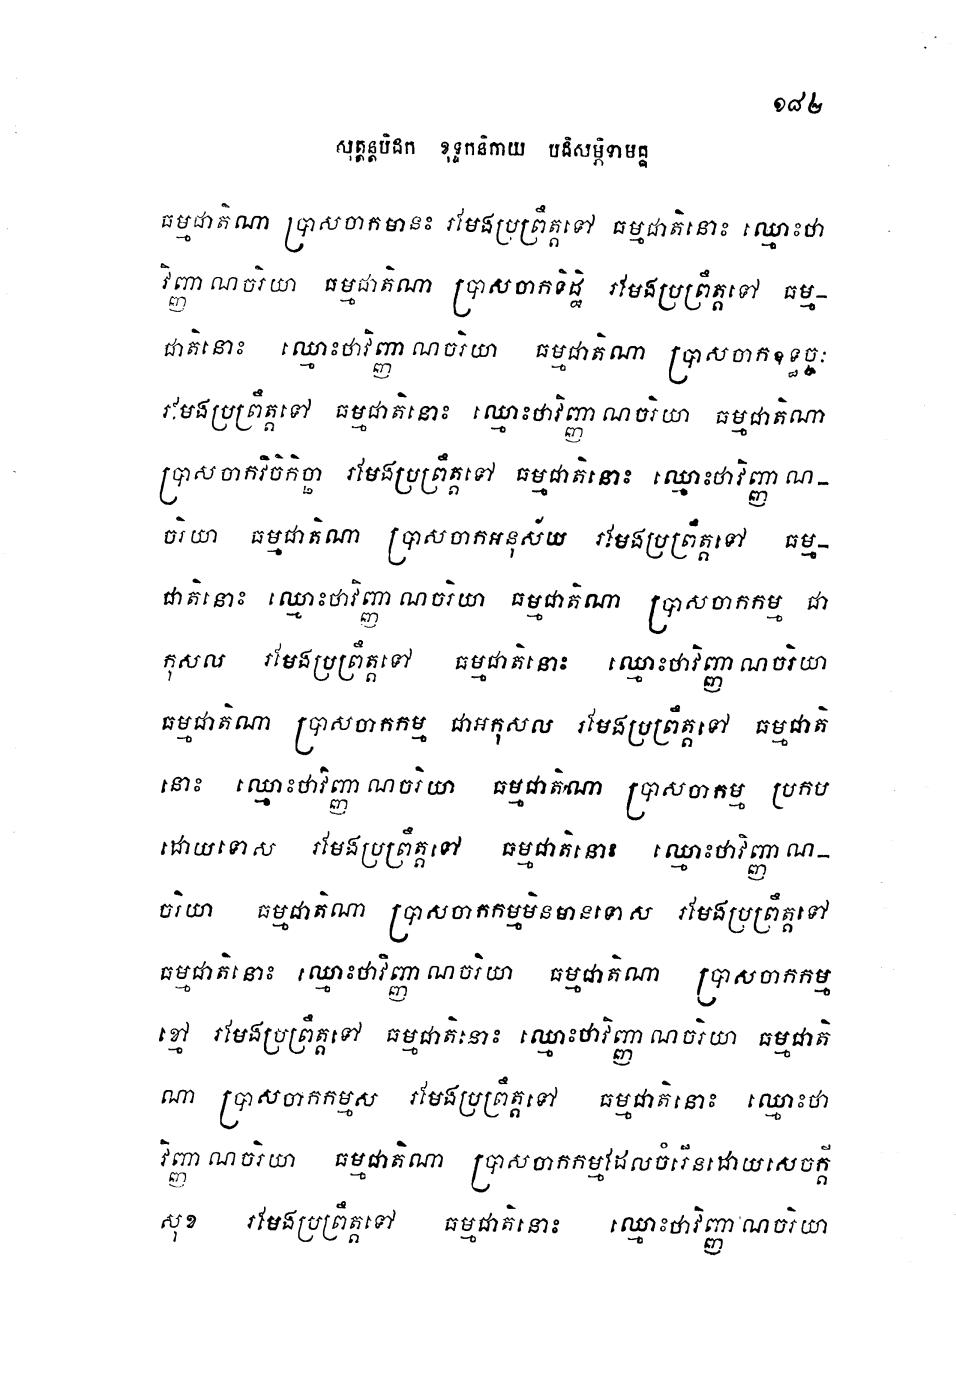 ១៨២
សុត្តន្តបិដក ខុទ្ទកនិកាយ បដិសម្ភិទាមគ្គ
ធម្មជាតិណា ប្រាសចាកមានះ រមែងប្រព្រឹត្តទៅ ធម្មជាតិនោះ ឈ្មោះថា
វិញ្ញាណចរិយា ធម្មជាតិណា ប្រាសចាកទិដ្ឋិ រមែងប្រព្រឹត្តទៅ ធម្ម-
ជាតិនោះ ឈ្មោះថាវិញ្ញាណចរិយា ធម្មជាតិណា ប្រាសចាកឧទ្ធច្ចៈ
រមែងប្រព្រឹត្តទៅ ធម្មជាតិនោះ ឈ្មោះថាវិញ្ញាណចរិយា ធម្មជាតិណា
ប្រាសចាកវិចិកិច្ឆា រមែងប្រព្រឹត្តទៅ ធម្មជាតិនោះ ឈ្មោះថាវិញ្ញាណ-
ចរិយា ធម្មជាតិណា ប្រាសចាកអនុស័យ រមែងប្រព្រឹត្តទៅ ធម្ម-
ជាតិនោះ ឈ្មោះថាវិញ្ញាណចរិយា ធម្មជាតិណា ប្រាសចាកកម្ម ជា
កុសល រមែងប្រព្រឹត្តទៅ ធម្មជាតិនោះ ឈ្មោះថាវិញ្ញាណចរិយា
ធម្មជាតិណា ប្រាសចាកកម្ម ជាអកុសល រមែងប្រព្រឹត្តទៅ ធម្មជាតិ
នោះ ឈ្មោះថាវិញ្ញាណចរិយា ធម្មជាតិណា ប្រាសចាកម្ម ប្រកប
ដោយទោស រមែងប្រព្រឹត្តទៅ ធម្មជាតិនោះ ឈ្មោះថាវិញ្ញាណ-
ចរិយា ធម្មជាតិណា ប្រាសចាកកម្មមិនមានទោស រមែងប្រព្រឹត្តទៅ
ធម្មជាតិនោះ ឈ្មោះថាវិញ្ញាណចរិយា ធម្មជាតិណា ប្រាសចាកកម្ម
ខ្មៅ រមែងប្រព្រឹត្តទៅ ធម្មជាតិនោះ ឈ្មោះថាវិញ្ញាណចរិយា ធម្មជាតិ
ណា ប្រាសចាកកម្មស រមែងប្រព្រឹត្តទៅ ធម្មជាតិនោះ ឈ្មោះថា
វិញ្ញាណចរិយា ធម្មជាតិណា ប្រាសចាកកម្មដែលចំរើនដោយសេចក្តី
សុខ រមែងប្រព្រឹត្តទៅ ធម្មជាតិនោះ ឈ្មោះថាវិញ្ញាណចរិយា